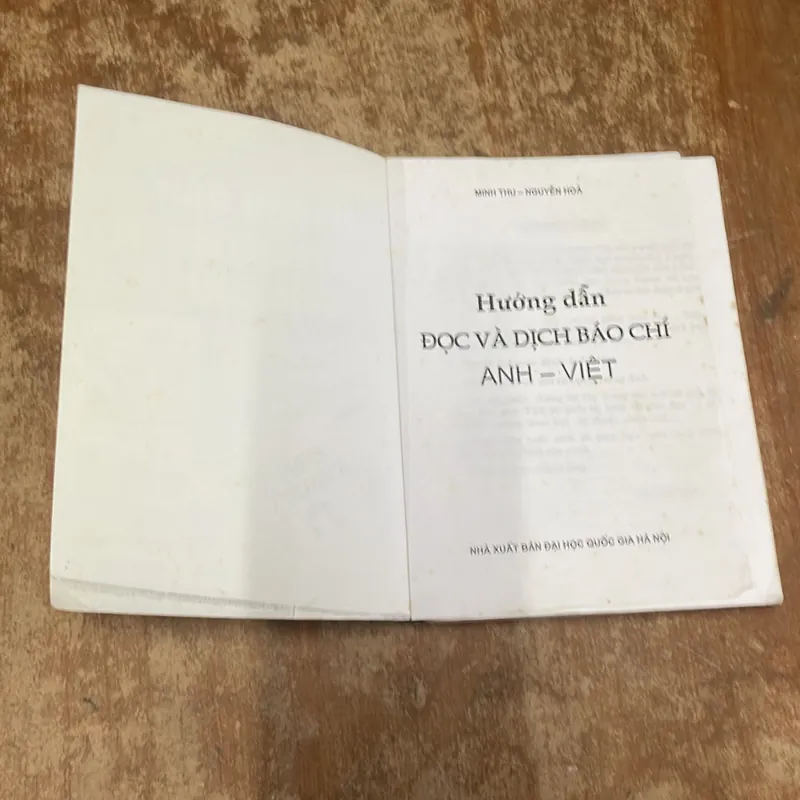 MINH THU – NGUYỄN HOÀ
Hướng dẫn
ĐỌC VÀ DỊCH BÁO CHÍ
ANH – VIỆT
NHÀ XUẤT BẢN ĐẠI HỌC QUỐC GIA HÀ NỘI